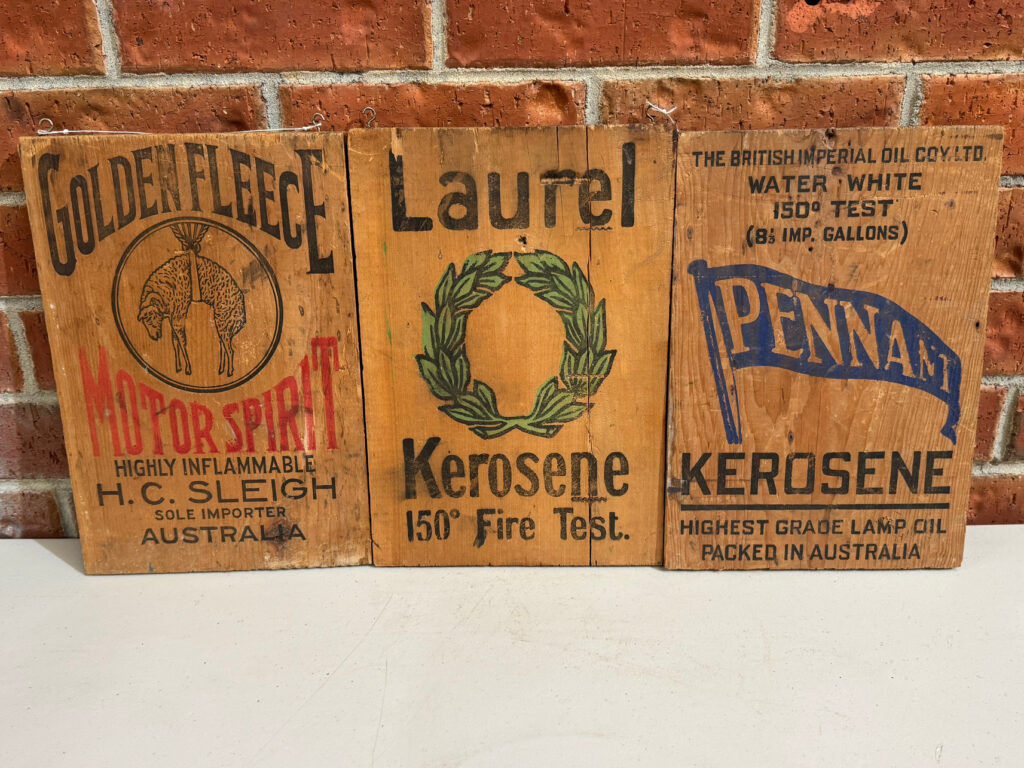 GOLDEN FLEECE
MOTOR SPIRIT
HIGHLY INFLAMMABLE
H. C. SLEIGH
SOLE IMPORTER
AUSTRALIA
Laurel
Kerosene
150° Fire Test.
THE BRITISH IMPERIAL OIL COY. LTD.
WATER WHITE
150° TEST
(8⅓ IMP. GALLONS)
PENNANT
KEROSENE
HIGHEST GRADE LAMP OIL
PACKED IN AUSTRALIA